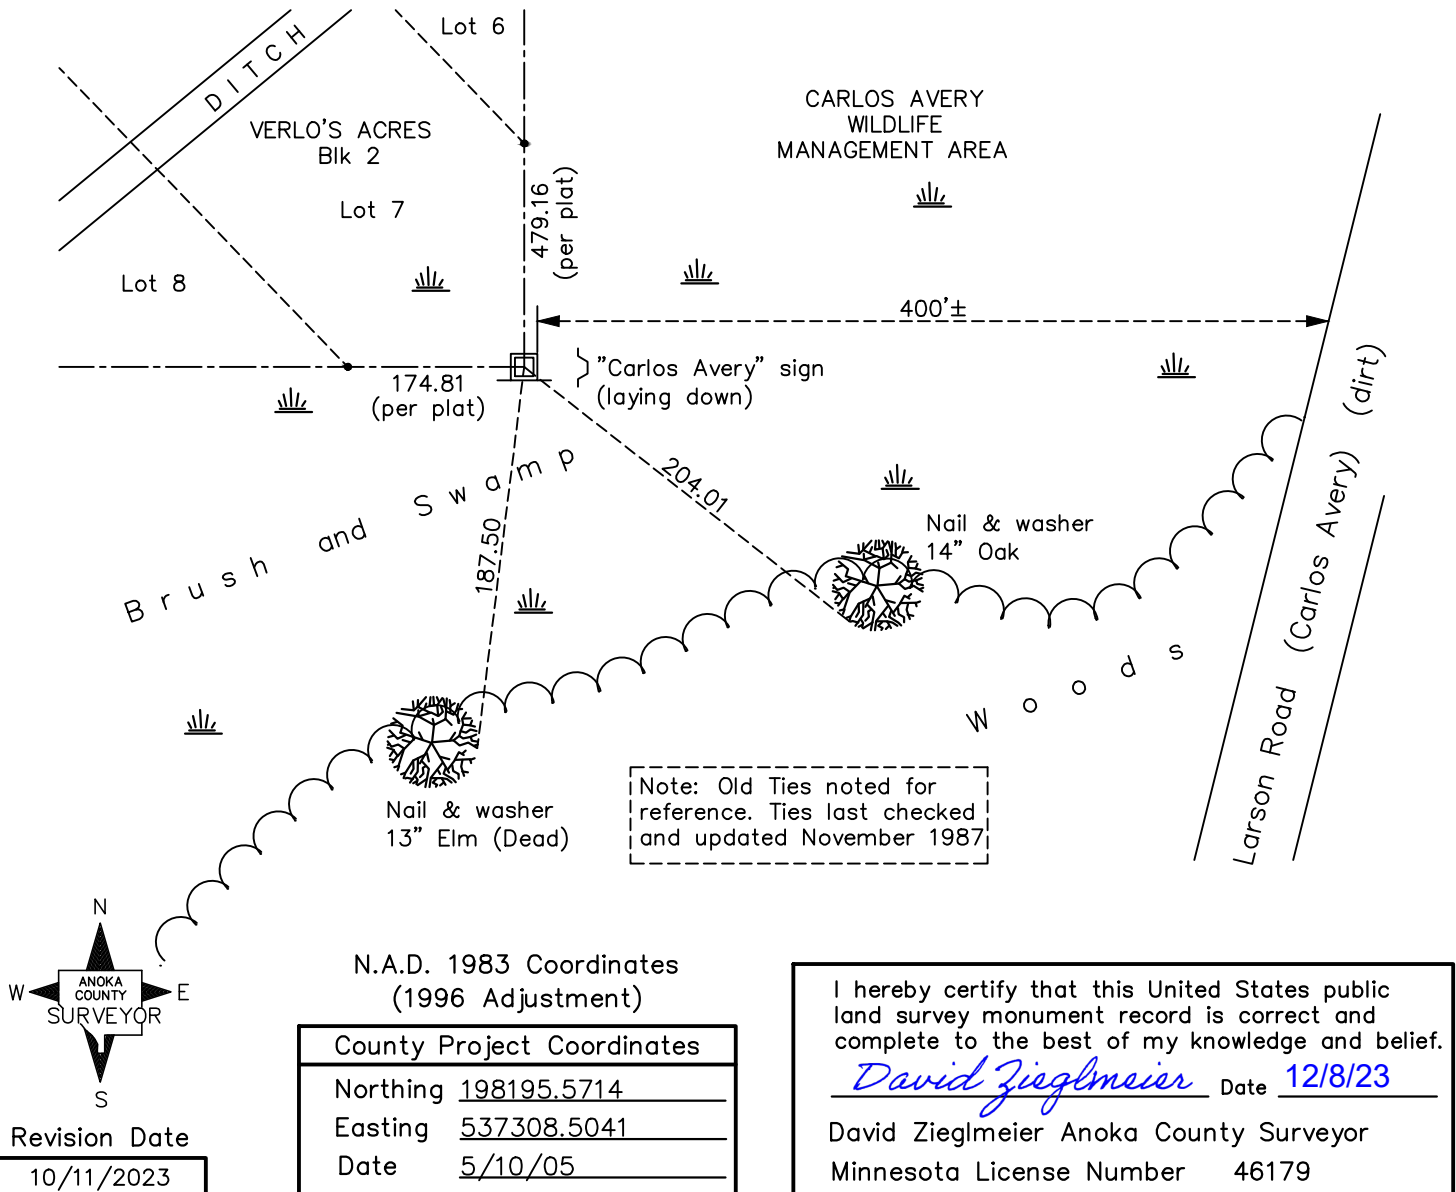 Lot 6
DITCH
CARLOS AVERY
WILDLIFE
MANAGEMENT AREA
VERLO'S ACRES
Blk 2
Lot 7
479.16
(per plat)
Lot 8
400'±
174.81
(per plat)
"Carlos Avery" sign
(laying down)
Brush and Swamp
204.01
187.50
Nail & washer
14" Oak
Woods
Larson Road (Carlos Avery) (dirt)
Nail & washer
13" Elm (Dead)
Note: Old Ties noted for
reference. Ties last checked
and updated November 1987
N
W
E
S
ANOKA
COUNTY
SURVEYOR
Revision Date
10/11/2023
N.A.D. 1983 Coordinates
(1996 Adjustment)
County Project Coordinates
Northing 198195.5714
Easting 537308.5041
Date 5/10/05
I hereby certify that this United States public
land survey monument record is correct and
complete to the best of my knowledge and belief.
David Zieglmeier Date 12/8/23
David Zieglmeier Anoka County Surveyor
Minnesota License Number 46179